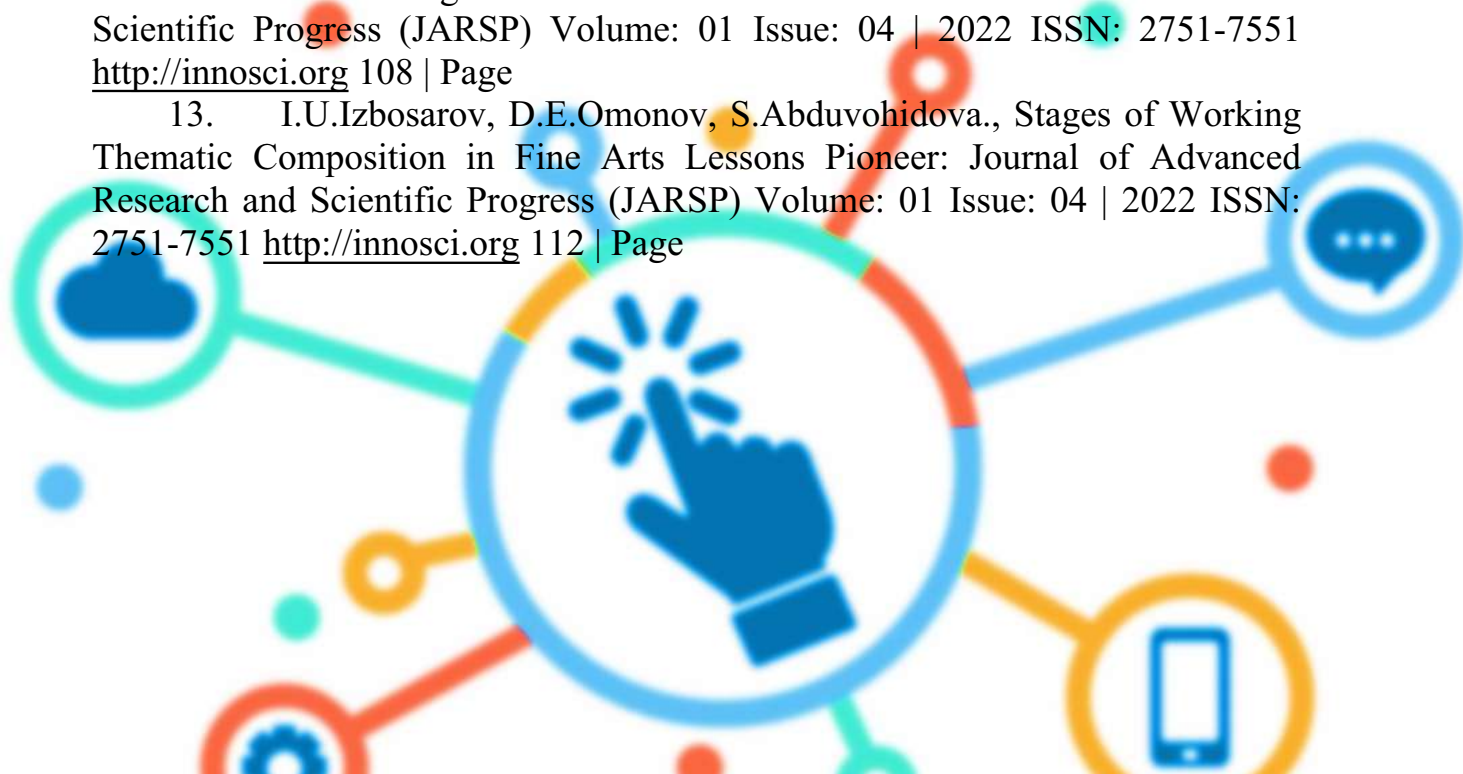 Scientific Progress (JARSP) Volume: 01 Issue: 04 | 2022 ISSN: 2751-7551
http://innosci.org 108 | Page
13. I.U.Izbosarov, D.E.Omonov, S.Abduvohidova., Stages of Working
Thematic Composition in Fine Arts Lessons Pioneer: Journal of Advanced
Research and Scientific Progress (JARSP) Volume: 01 Issue: 04 | 2022 ISSN:
2751-7551 http://innosci.org 112 | Page